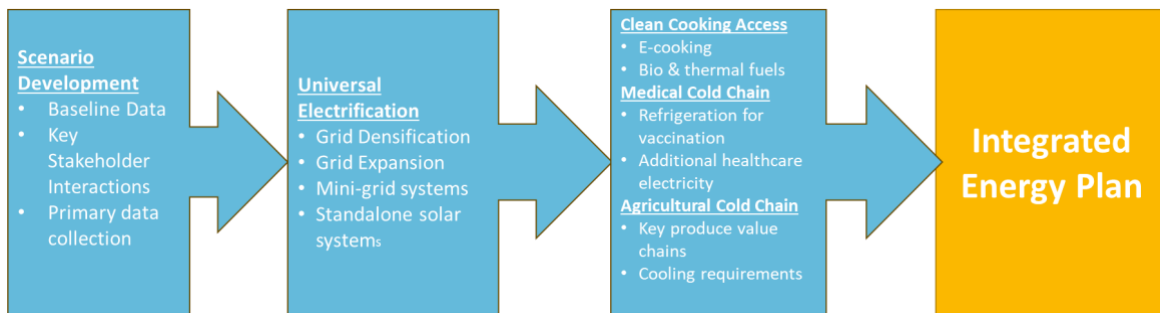 Scenario
Development
• Baseline Data
• Key
Stakeholder
Interactions
• Primary data
collection
Universal
Electrification
• Grid Densification
• Grid Expansion
• Mini-grid systems
• Standalone solar
systems
Clean Cooking Access
• E-cooking
• Bio & thermal fuels
Medical Cold Chain
• Refrigeration for
vaccination
• Additional healthcare
electricity
Agricultural Cold Chain
• Key produce value
chains
• Cooling requirements
Integrated
Energy Plan